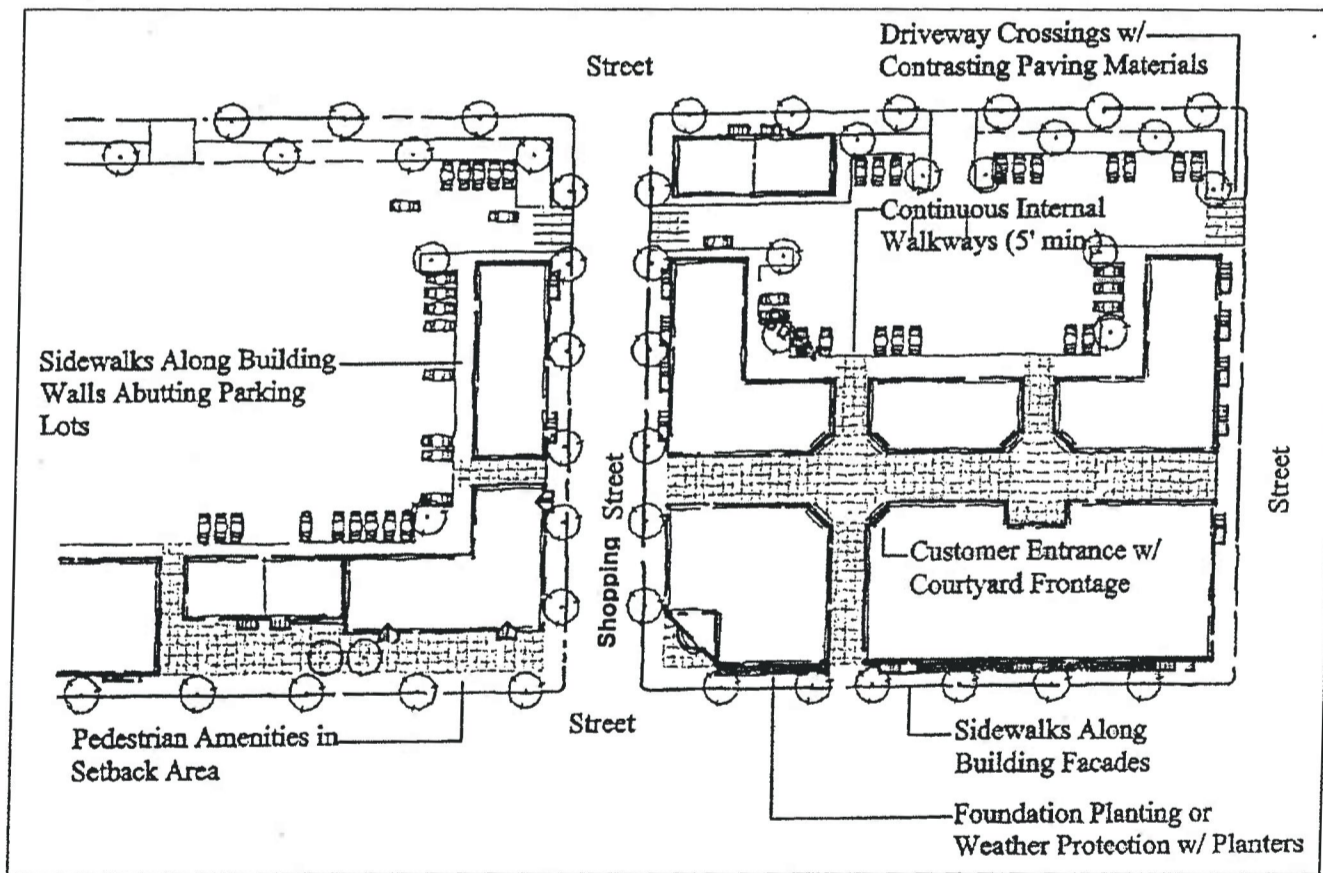 Driveway Crossings w/
Contrasting Paving Materials
Street
Continuous Internal
Walkways (5' min.)
Sidewalks Along Building
Walls Abutting Parking
Lots
Shopping Street
Street
Customer Entrance w/
Courtyard Frontage
Street
Pedestrian Amenities in
Setback Area
Sidewalks Along
Building Facades
Foundation Planting or
Weather Protection w/ Planters